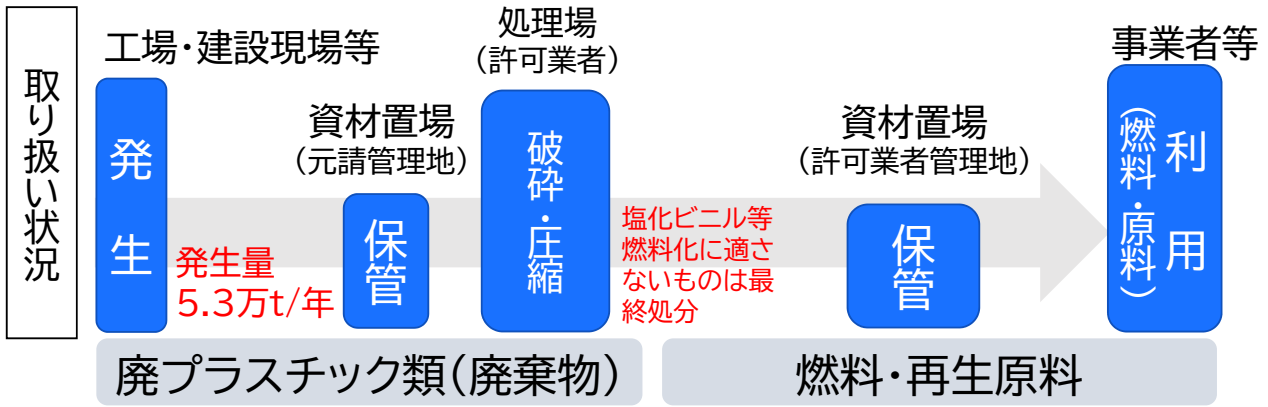 取り扱い状況
工場・建設現場等
発生
発生量
5.3万t/年
資材置場
（元請管理地）
保管
処理場
（許可業者）
破砕・圧縮
塩化ビニル等
燃料化に適さ
ないものは最
終処分
資材置場
（許可業者管理地）
保管
事業者等
利用
（燃料・原料）
廃プラスチック類（廃棄物）
燃料・再生原料